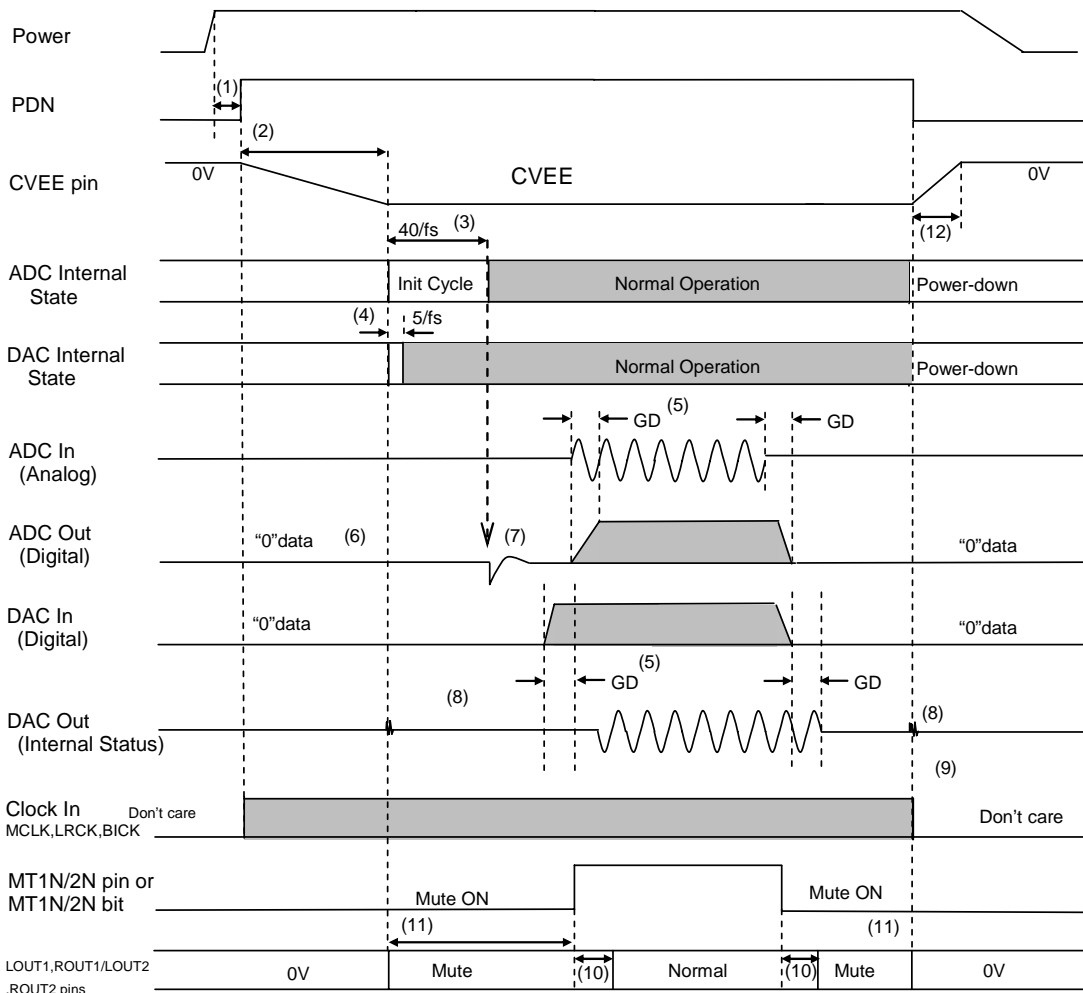 Power
(1)
PDN
(2)
0V
CVEE
0V
CVEE pin
40/fs (3)
(12)
ADC Internal
State
Init Cycle
Normal Operation
Power-down
(4)
5/fs
DAC Internal
State
Normal Operation
Power-down
GD
(5)
GD
ADC In
(Analog)
ADC Out
(Digital)
“0”data
(6)
(7)
“0”data
DAC In
(Digital)
“0”data
“0”data
(5)
GD
GD
(8)
(8)
DAC Out
(Internal Status)
(9)
Clock In
MCLK,LRCK,BICK
Don’t care
Don’t care
MT1N/2N pin or
MT1N/2N bit
Mute ON
Mute ON
(11)
(11)
LOUT1,ROUT1/LOUT2
,ROUT2 pins
0V
Mute
(10)
Normal
(10)
Mute
0V